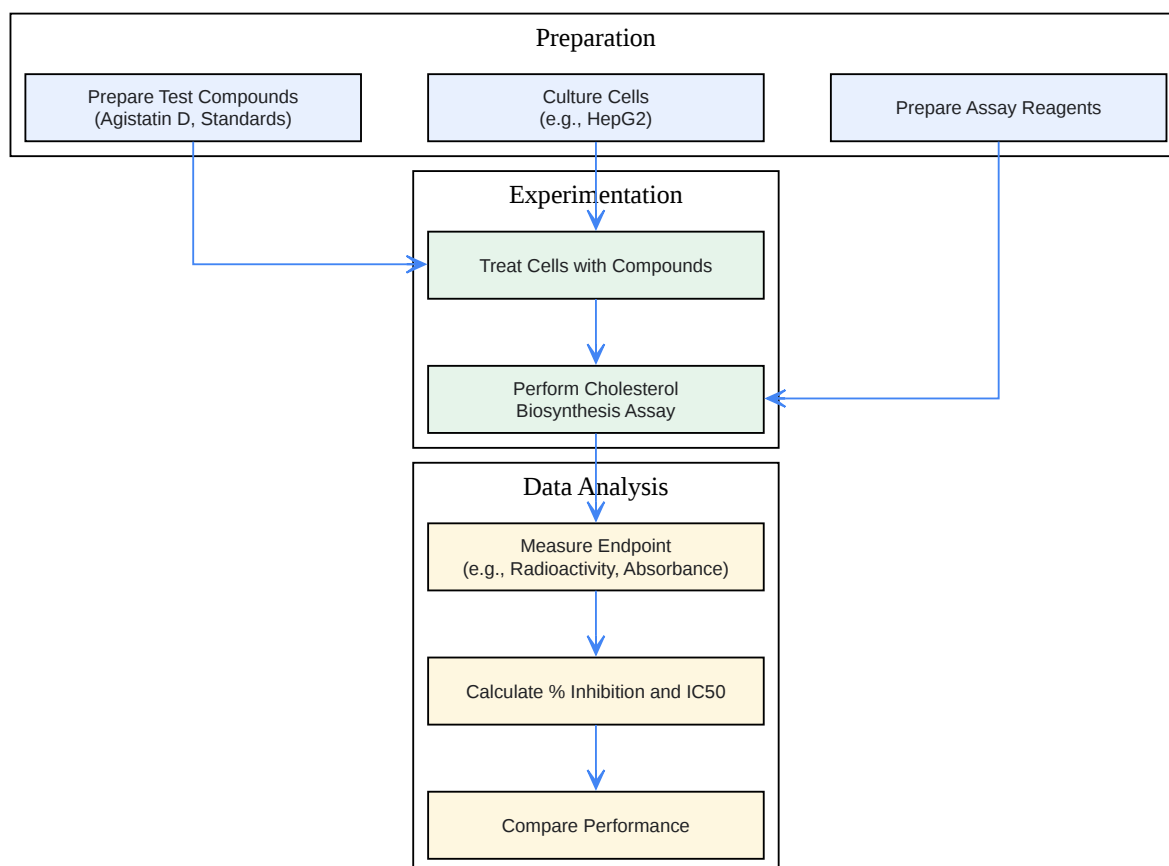 Preparation
Prepare Test Compounds
(Agistatin D, Standards)
Culture Cells
(e.g., HepG2)
Prepare Assay Reagents
Experimentation
Treat Cells with Compounds
Perform Cholesterol
Biosynthesis Assay
Data Analysis
Measure Endpoint
(e.g., Radioactivity, Absorbance)
Calculate % Inhibition and IC50
Compare Performance